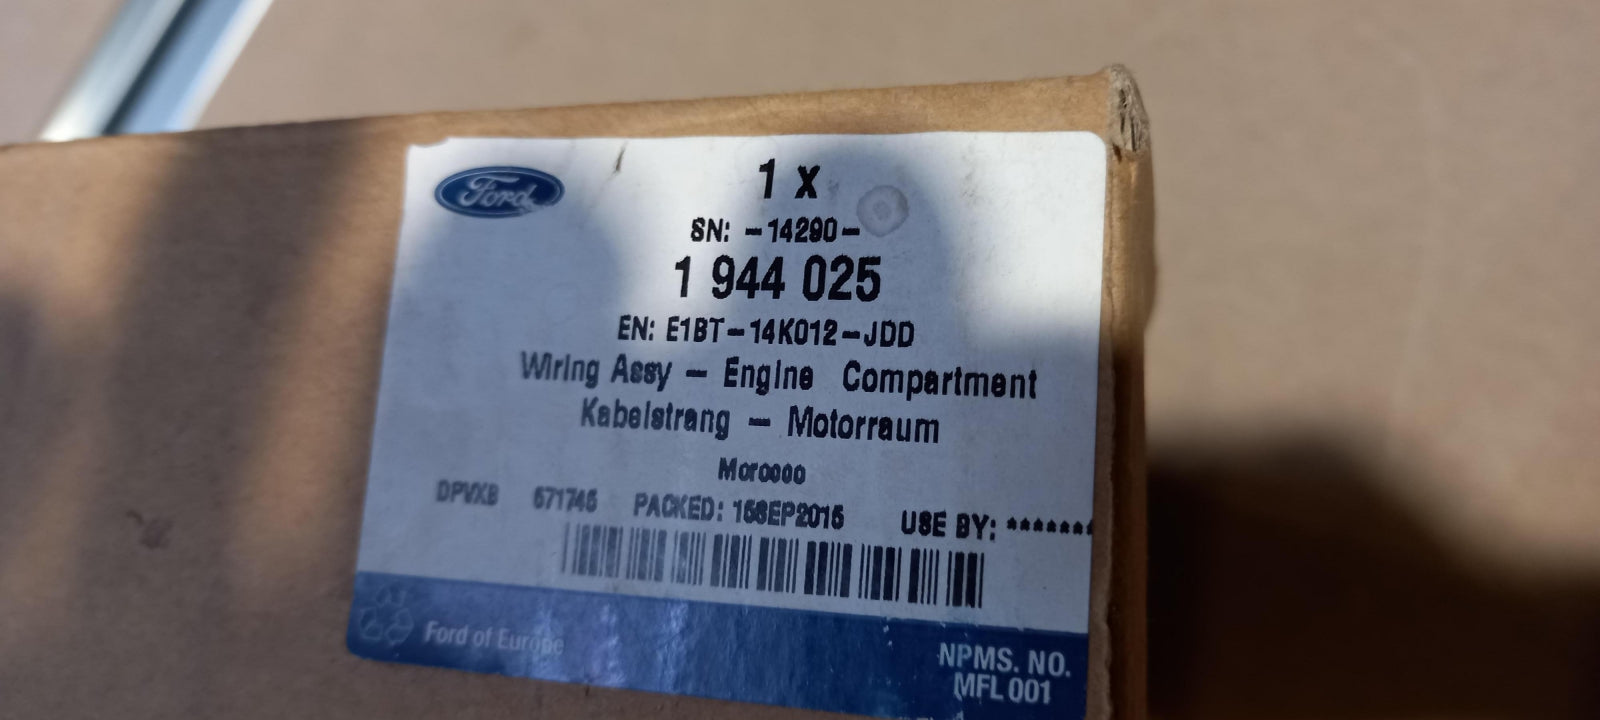 Ford
1 x
SN: -14290-
1 944 025
EN: E1BT-14K012-JDD
Wiring Assy - Engine Compartment
Kabelstrang - Motorraum
Morocco
DPVXB 671745 PACKED: 15SEP2015 USE BY: *******
Ford of Europe
NPMS. NO.
MFL 001